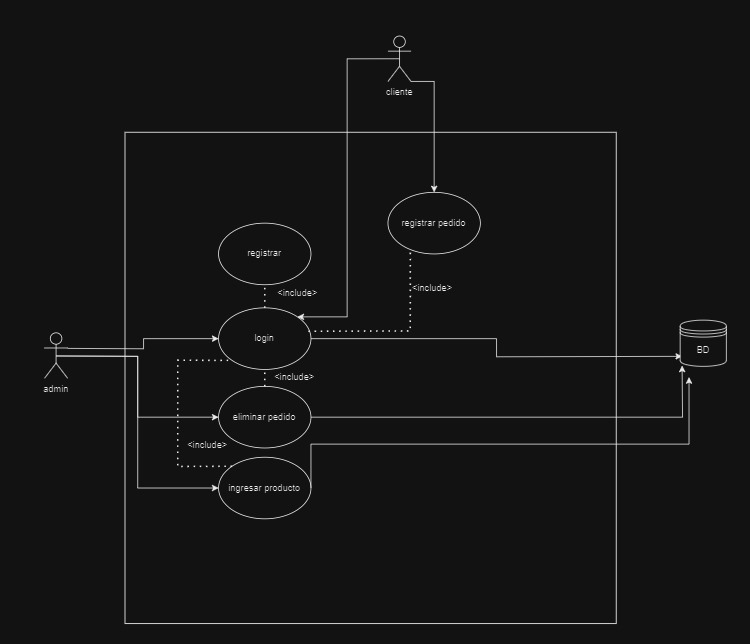 cliente
registrar pedido
registrar
<include>
<include>
login
BD
admin
<include>
eliminar pedido
<include>
ingresar producto